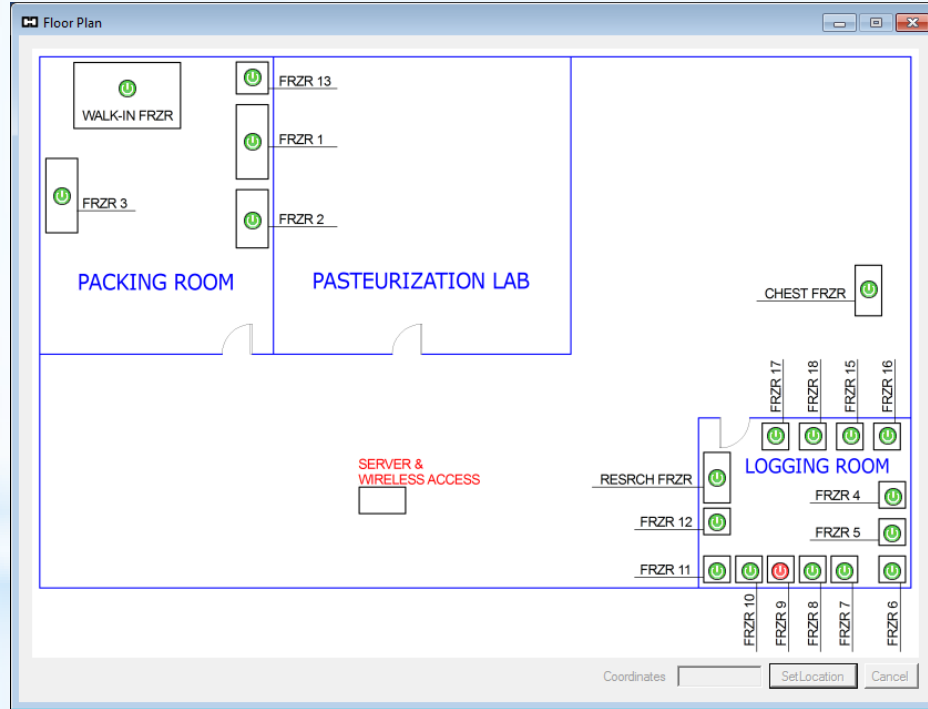 Floor Plan
WALK-IN FRZR
FRZR 13
FRZR 1
FRZR 3
FRZR 2
PACKING ROOM
PASTEURIZATION LAB
CHEST FRZR
FRZR 17
FRZR 18
FRZR 15
FRZR 16
SERVER &
WIRELESS ACCESS
LOGGING ROOM
RESRCH FRZR
FRZR 4
FRZR 12
FRZR 5
FRZR 11
FRZR 10
FRZR 9
FRZR 8
FRZR 7
FRZR 6
Coordinates
SetLocation
Cancel